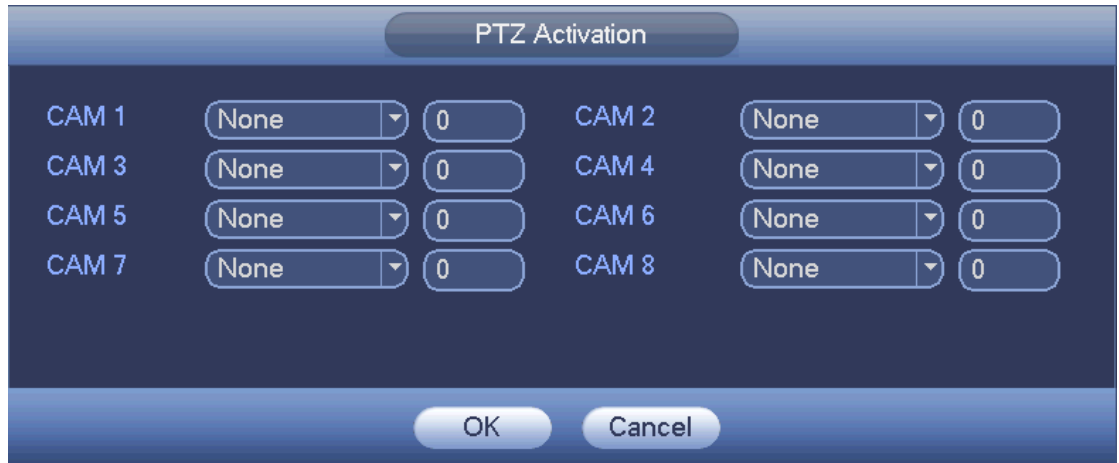 PTZ Activation
CAM 1 None 0 CAM 2 None 0
CAM 3 None 0 CAM 4 None 0
CAM 5 None 0 CAM 6 None 0
CAM 7 None 0 CAM 8 None 0
OK Cancel